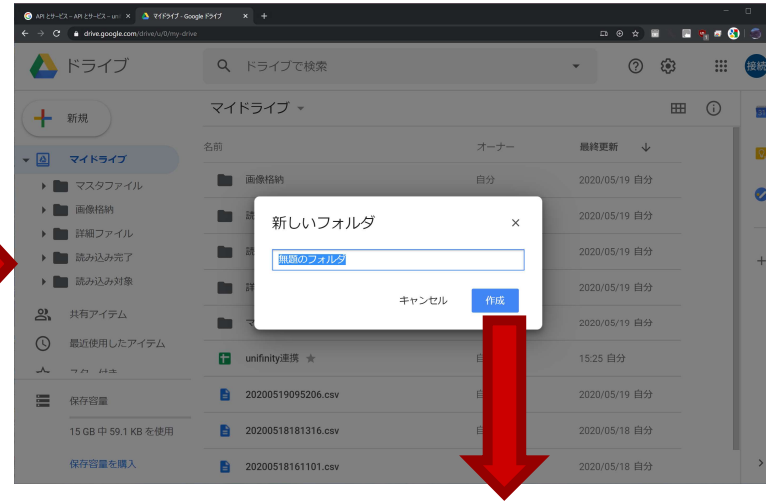 API とサービス – API とサービス – uni
マイドライブ - Google ドライブ
drive.google.com/drive/u/0/my-drive
ドライブ
ドライブで検索
接続
新規
マイドライブ
名前
オーナー
最終更新
マイドライブ
マスタファイル
画像格納
詳細ファイル
読み込み完了
読み込み対象
共有アイテム
最近使用したアイテム
保存容量
15 GB 中 59.1 KB を使用
保存容量を購入
画像格納
自分
2020/05/19 自分
読
2020/05/19 自分
読
2020/05/19 自分
詳
2020/05/19 自分
マ
2020/05/19 自分
unifinity連携
15:25 自分
20200519095206.csv
2020/05/19 自分
20200518181316.csv
2020/05/18 自分
20200518161101.csv
2020/05/18 自分
新しいフォルダ
無題のフォルダ
キャンセル
作成
31